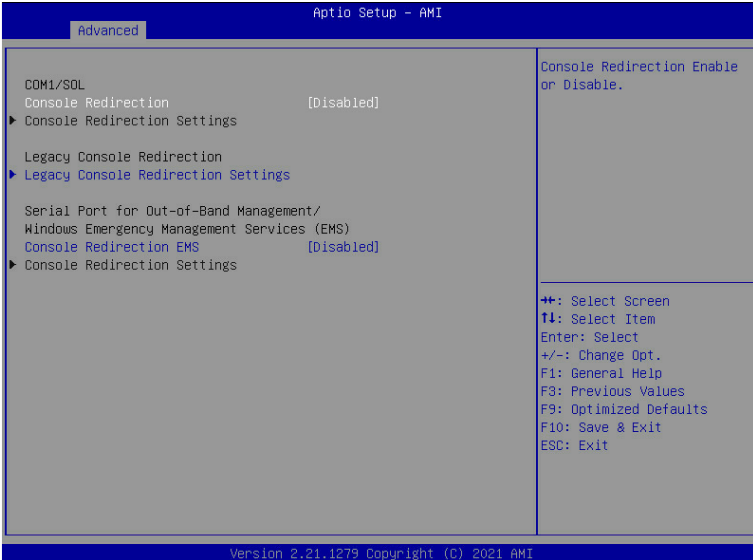 Aptio Setup – AMI
Advanced
COM1/SOL
Console Redirection [Disabled]
▶ Console Redirection Settings
Legacy Console Redirection
▶ Legacy Console Redirection Settings
Serial Port for Out-of-Band Management/
Windows Emergency Management Services (EMS)
Console Redirection EMS [Disabled]
▶ Console Redirection Settings
Console Redirection Enable
or Disable.
→←: Select Screen
↑↓: Select Item
Enter: Select
+/-: Change Opt.
F1: General Help
F3: Previous Values
F9: Optimized Defaults
F10: Save & Exit
ESC: Exit
Version 2.21.1279 Copyright (C) 2021 AMI